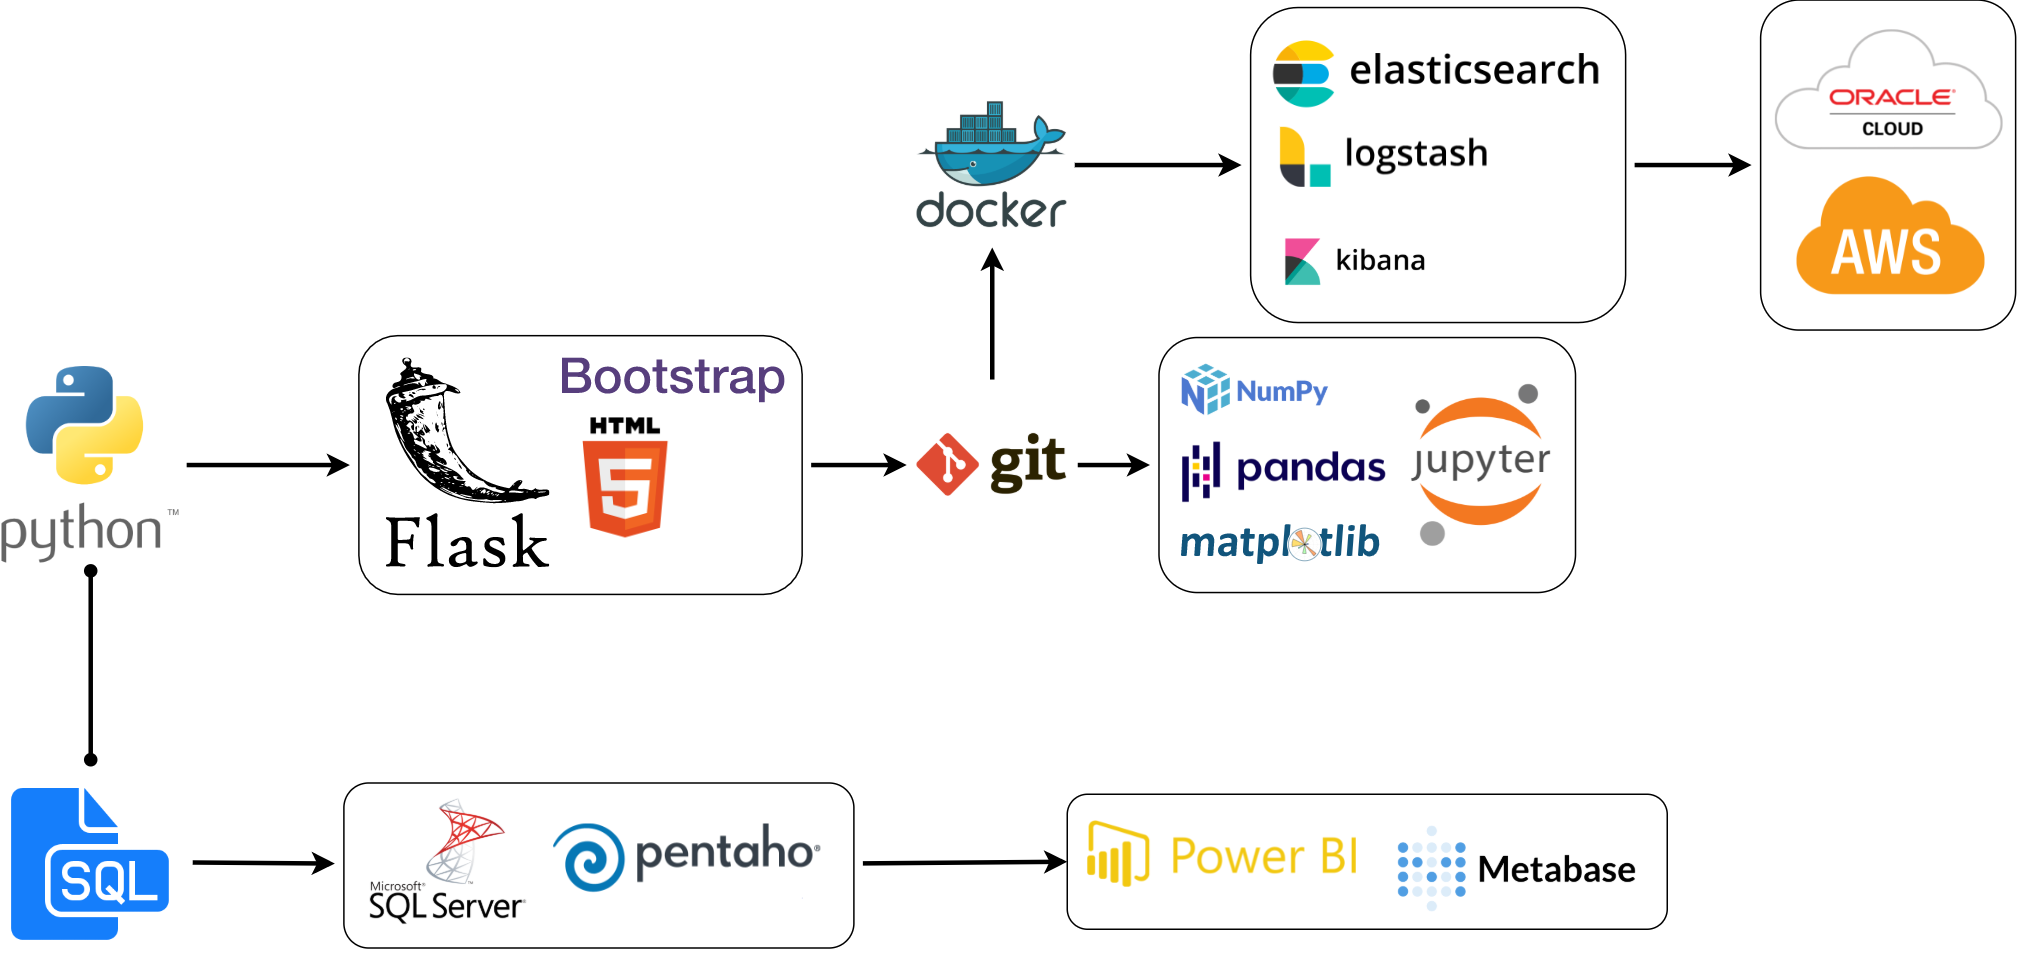 elasticsearch
logstash
kibana
ORACLE®
CLOUD
AWS
docker
python™
Flask
Bootstrap
HTML
5
git
NumPy
pandas
matplotlib
jupyter
SQL
Microsoft®
SQL Server®
pentaho®
Power BI
Metabase